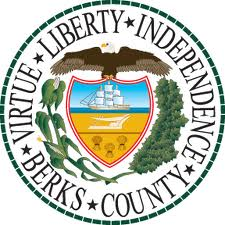 VIRTUE ★ LIBERTY ★ INDEPENDENCE
★ BERKS ★ COUNTY ★